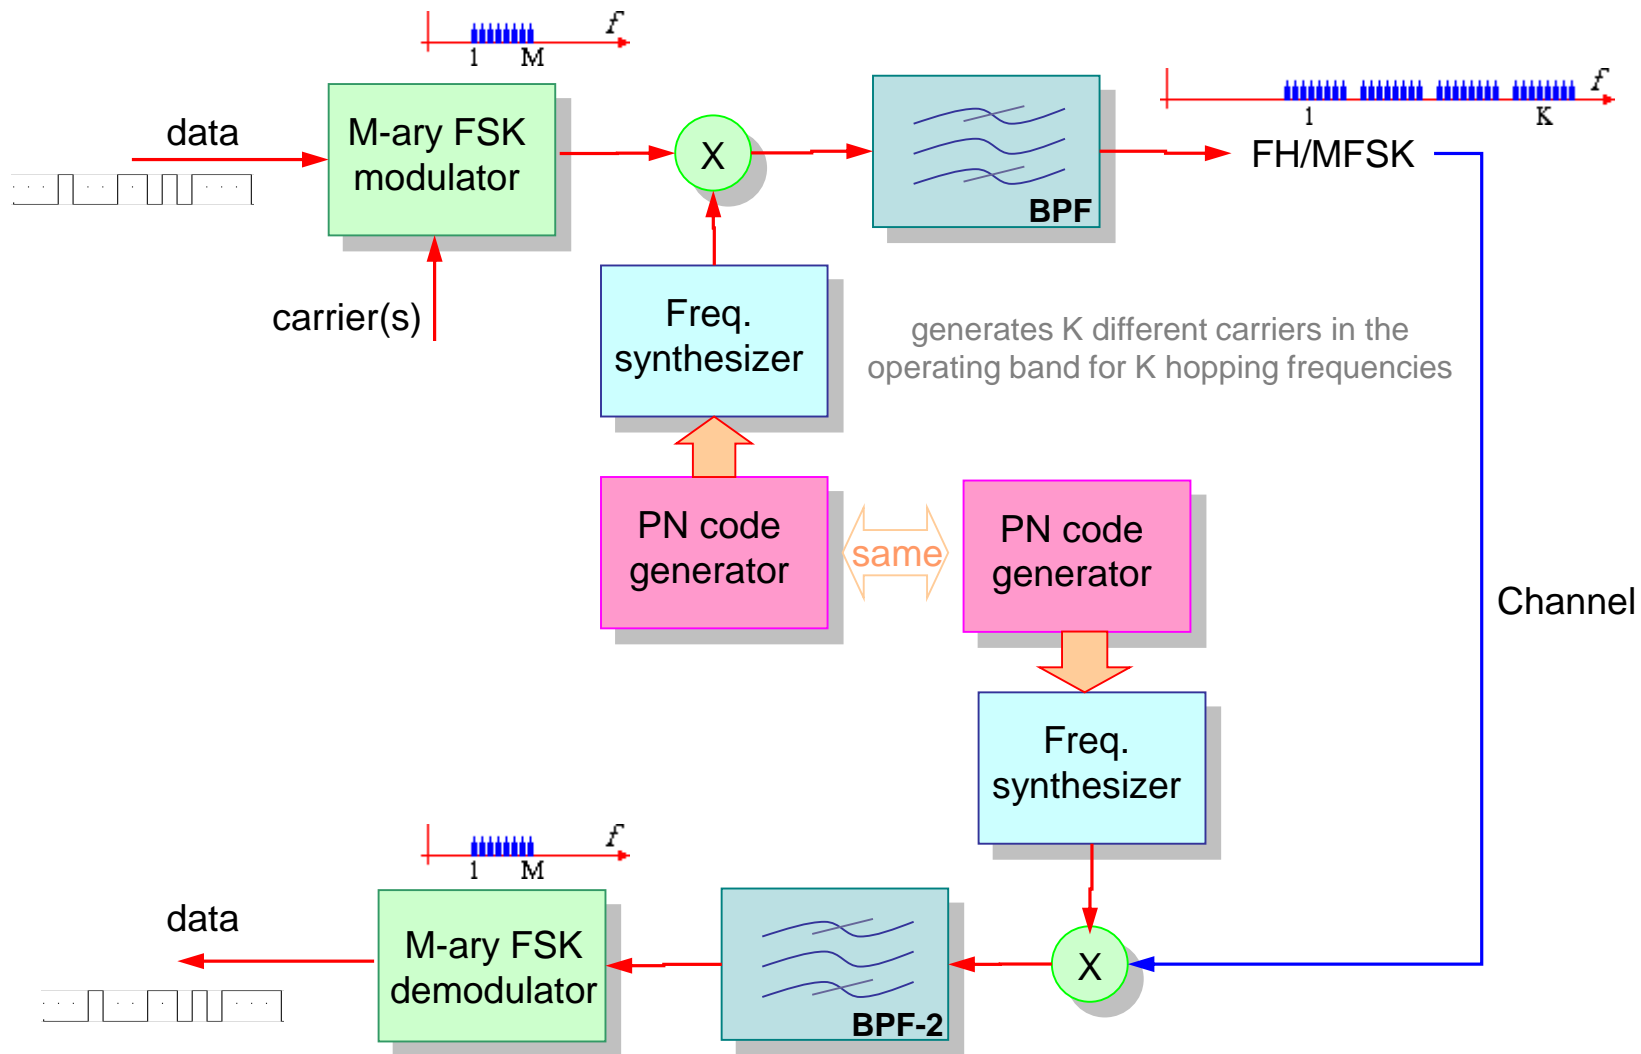 f
1 M
f
1 K
data
M-ary FSK
modulator
X
BPF
FH/MFSK
carrier(s)
Freq.
synthesizer
generates K different carriers in the
operating band for K hopping frequencies
PN code
generator
same
PN code
generator
Channel
Freq.
synthesizer
f
1 M
data
M-ary FSK
demodulator
BPF-2
X